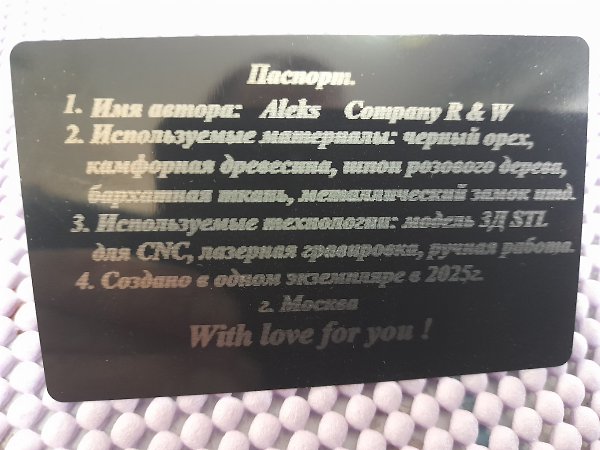 Паспорт.
1. Имя автора: Aleks Company R & W
2. Используемые материалы: черный орех,
камфорная древесина, шпон розового дерева,
бархатная ткань, металлический замок итд.
3. Используемые технологии: модель 3Д STL
для CNC, лазерная гравировка, ручная работа.
4. Создано в одном экземпляре в 2025г.
г. Москва
With love for you !